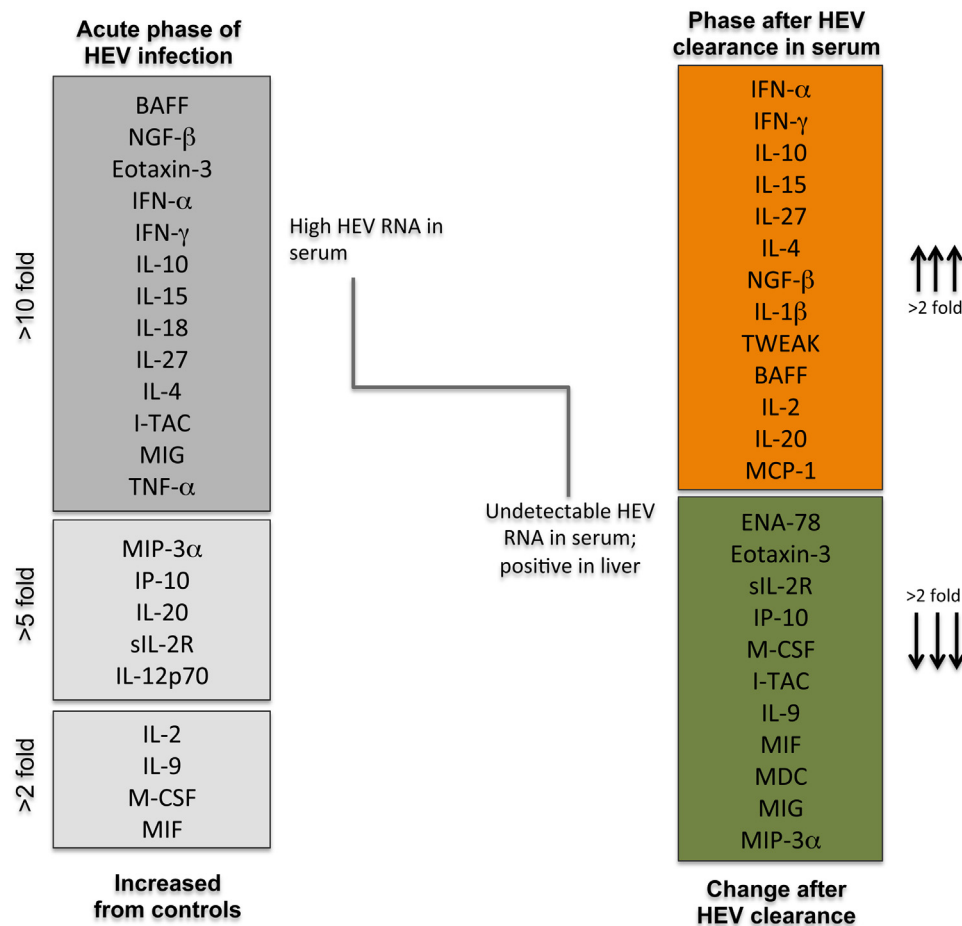 Acute phase of
HEV infection
>10 fold
BAFF
NGF-β
Eotaxin-3
IFN-α
IFN-γ
IL-10
IL-15
IL-18
IL-27
IL-4
I-TAC
MIG
TNF-α
>5 fold
MIP-3α
IP-10
IL-20
sIL-2R
IL-12p70
>2 fold
IL-2
IL-9
M-CSF
MIF
Increased
from controls
High HEV RNA in
serum
Undetectable HEV
RNA in serum;
positive in liver
Phase after HEV
clearance in serum
IFN-α
IFN-γ
IL-10
IL-15
IL-27
IL-4
NGF-β
IL-1β
TWEAK
BAFF
IL-2
IL-20
MCP-1
>2 fold
ENA-78
Eotaxin-3
sIL-2R
IP-10
M-CSF
I-TAC
IL-9
MIF
MDC
MIG
MIP-3α
>2 fold
Change after
HEV clearance